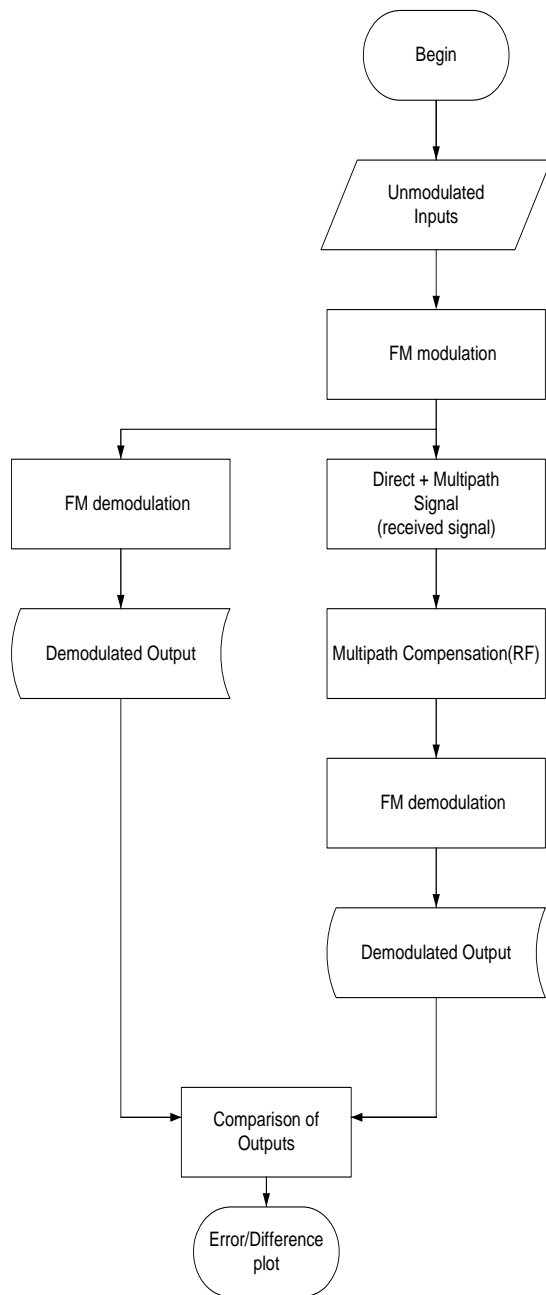 Begin
Unmodulated
Inputs
FM modulation
FM demodulation
Direct + Multipath
Signal
(received signal)
Demodulated Output
Multipath Compensation(RF)
FM demodulation
Demodulated Output
Comparison of
Outputs
Error/Difference
plot